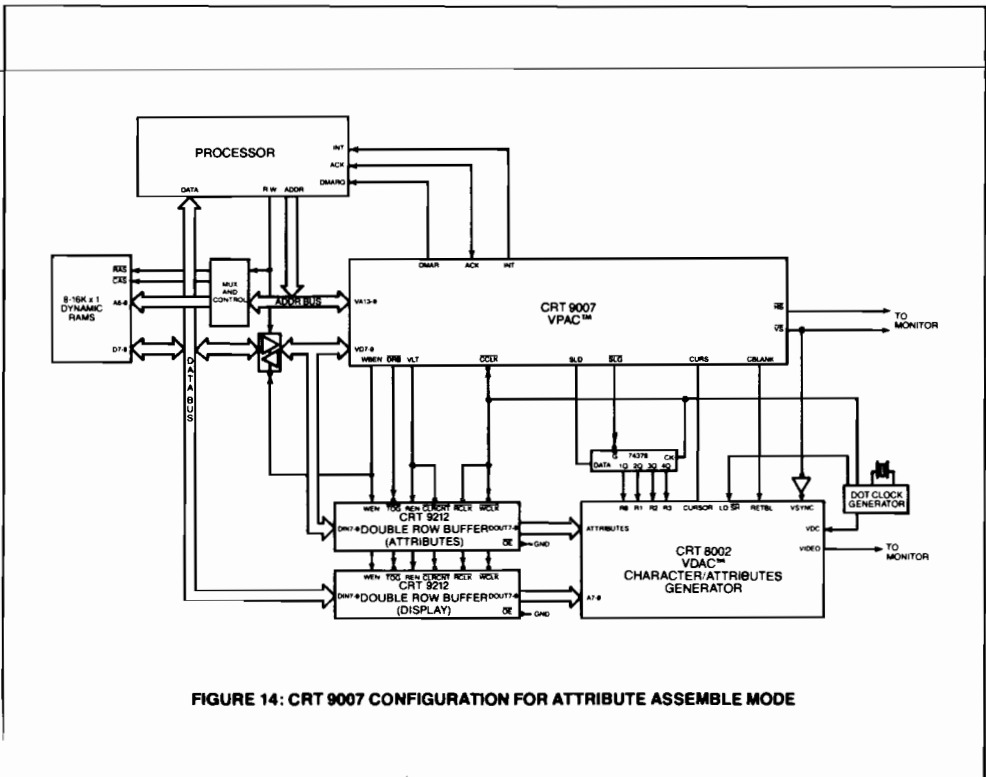 PROCESSOR
INT
ACK
DMARQ
DATA
R W
ADDR
8-16K x 1
DYNAMIC
RAMS
RAS
CAS
A6-0
D7-0
MUX
AND
CONTROL
ADDR BUS
DATA BUS
DMAR
ACK
INT
CRT 9007
VPAC™
VA13-0
VD7-0
HS
VS
TO
MONITOR
WBEN
DRB
VLT
CCLK
SLD
SLG
CURS
CBLANK
G
74378
CK
DATA
1Q 2Q 3Q 4Q
DOT CLOCK
GENERATOR
WEN TOG REN CLRCNT RCLK WCLK
CRT 9212
DIN7-0 DOUBLE ROW BUFFER DOUT7-0
(ATTRIBUTES)
OE
GND
WEN TOG REN CLRCNT RCLK WCLK
CRT 9212
DIN7-0 DOUBLE ROW BUFFER DOUT7-0
(DISPLAY)
OE
GND
R0 R1 R2 R3 CURSOR LD SH RETBL VSYNC
ATTRIBUTES
VDC
VIDEO
TO
MONITOR
CRT 8002
VDAC™
CHARACTER/ATTRIBUTES
GENERATOR
A7-0
FIGURE 14: CRT 9007 CONFIGURATION FOR ATTRIBUTE ASSEMBLE MODE